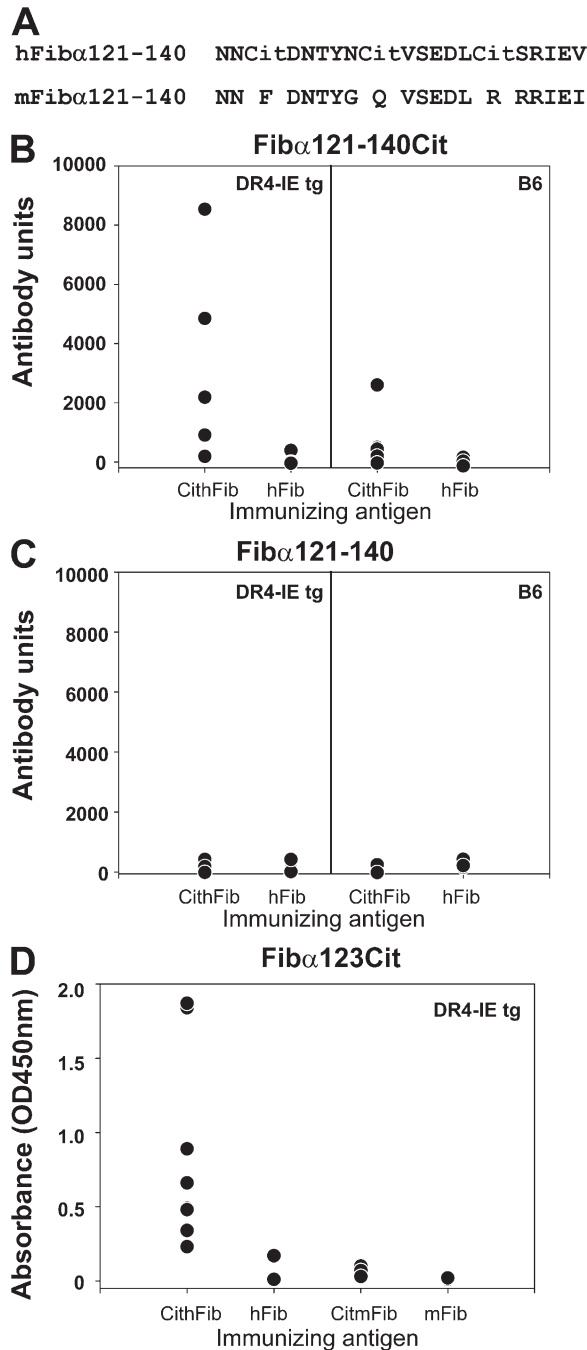 A
hFibα121-140 NNCitDNTYNCitVSEDLCitSRIEV
mFibα121-140 NN F DNTYG Q VSEDL R RRIEI
B
Fibα121-140Cit
DR4-IE tg
B6
Antibody units
10000
8000
6000
4000
2000
0
CithFib hFib CithFib hFib
Immunizing antigen
C
Fibα121-140
DR4-IE tg
B6
Antibody units
10000
8000
6000
4000
2000
0
CithFib hFib CithFib hFib
Immunizing antigen
D
Fibα123Cit
DR4-IE tg
Absorbance (OD450nm)
2.0
1.5
1.0
0.5
0
CithFib hFib CitmFib mFib
Immunizing antigen